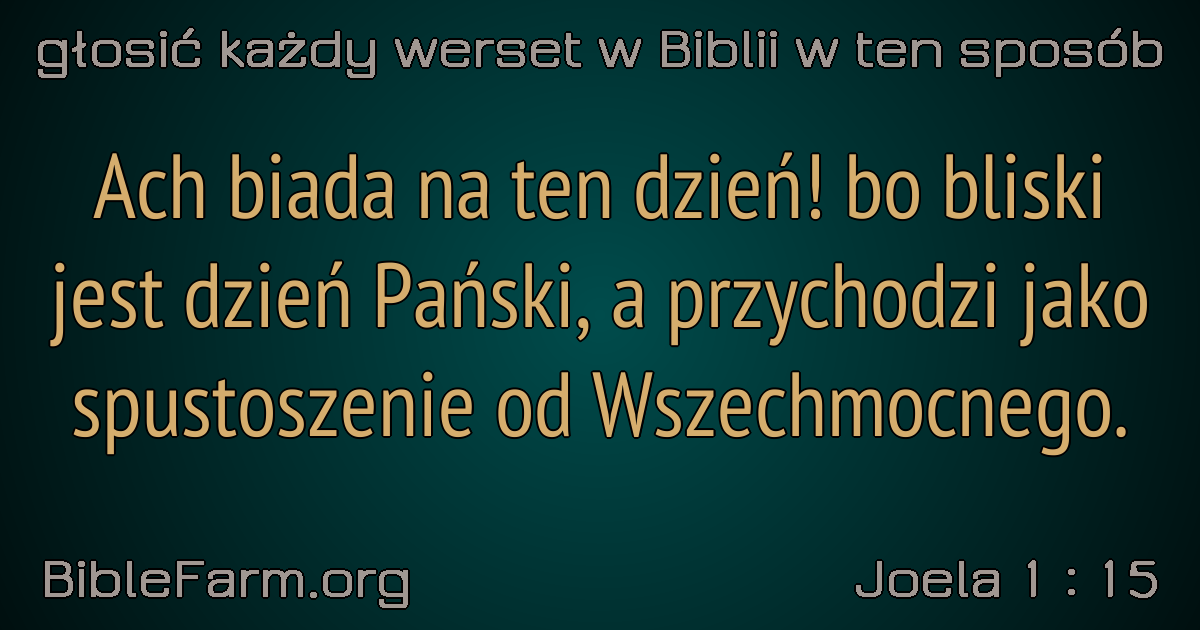 głosić każdy werset w Biblii w ten sposób
Ach biada na ten dzień! bo bliski
jest dzień Pański, a przychodzi jako
spustoszenie od Wszechmocnego.
BibleFarm.org
Joela 1 : 15